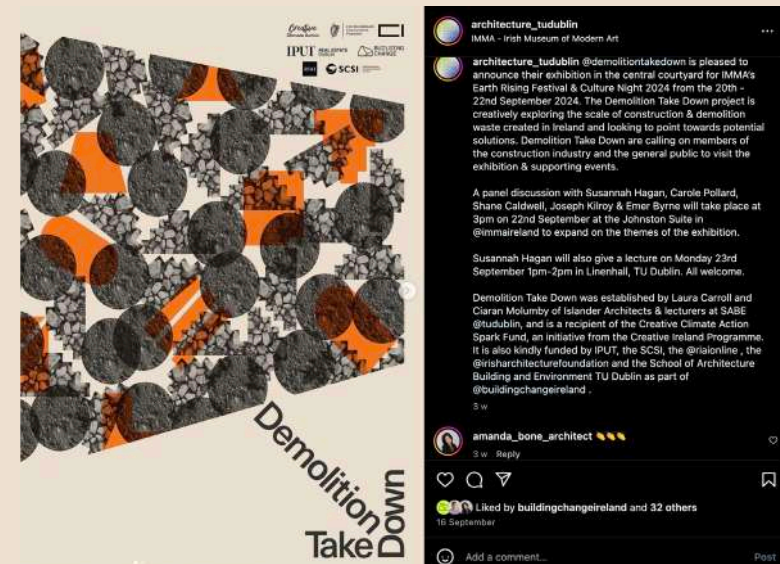 Creative
IPUT REAL ESTATE DUBLIN
BUILDING CHANGE
SCSI
Demolition
Take
Down
architecture_tudublin
IMMA - Irish Museum of Modern Art
architecture_tudublin @demolitiontakedown is pleased to
announce their exhibition in the central courtyard for IMMA's
Earth Rising Festival & Culture Night 2024 from the 20th -
22nd September 2024. The Demolition Take Down project is
creatively exploring the scale of construction & demolition
waste created in Ireland and looking to point towards potential
solutions. Demolition Take Down are calling on members of
the construction industry and the general public to visit the
exhibition & supporting events.
A panel discussion with Susannah Hagan, Carole Pollard,
Shane Caldwell, Joseph Kilroy & Emer Byrne will take place at
3pm on 22nd September at the Johnston Suite in
@immaireland to expand on the themes of the exhibition.
Susannah Hagan will also give a lecture on Monday 23rd
September 1pm-2pm in Linenhall, TU Dublin. All welcome.
Demolition Take Down was established by Laura Carroll and
Ciaran Molumby of Islander Architects & lecturers at SABE
@tudublin, and is a recipient of the Creative Climate Action
Spark Fund, an initiative from the Creative Ireland Programme.
It is also kindly funded by IPUT, the SCSI, the @riaionline , the
@irisharchitecturefoundation and the School of Architecture
Building and Environment TU Dublin as part of
@buildingchangeireland .
3 w
amanda_bone_architect 👏👏👏
3 w Reply
Liked by buildingchangeireland and 32 others
16 September
Add a comment...
Post